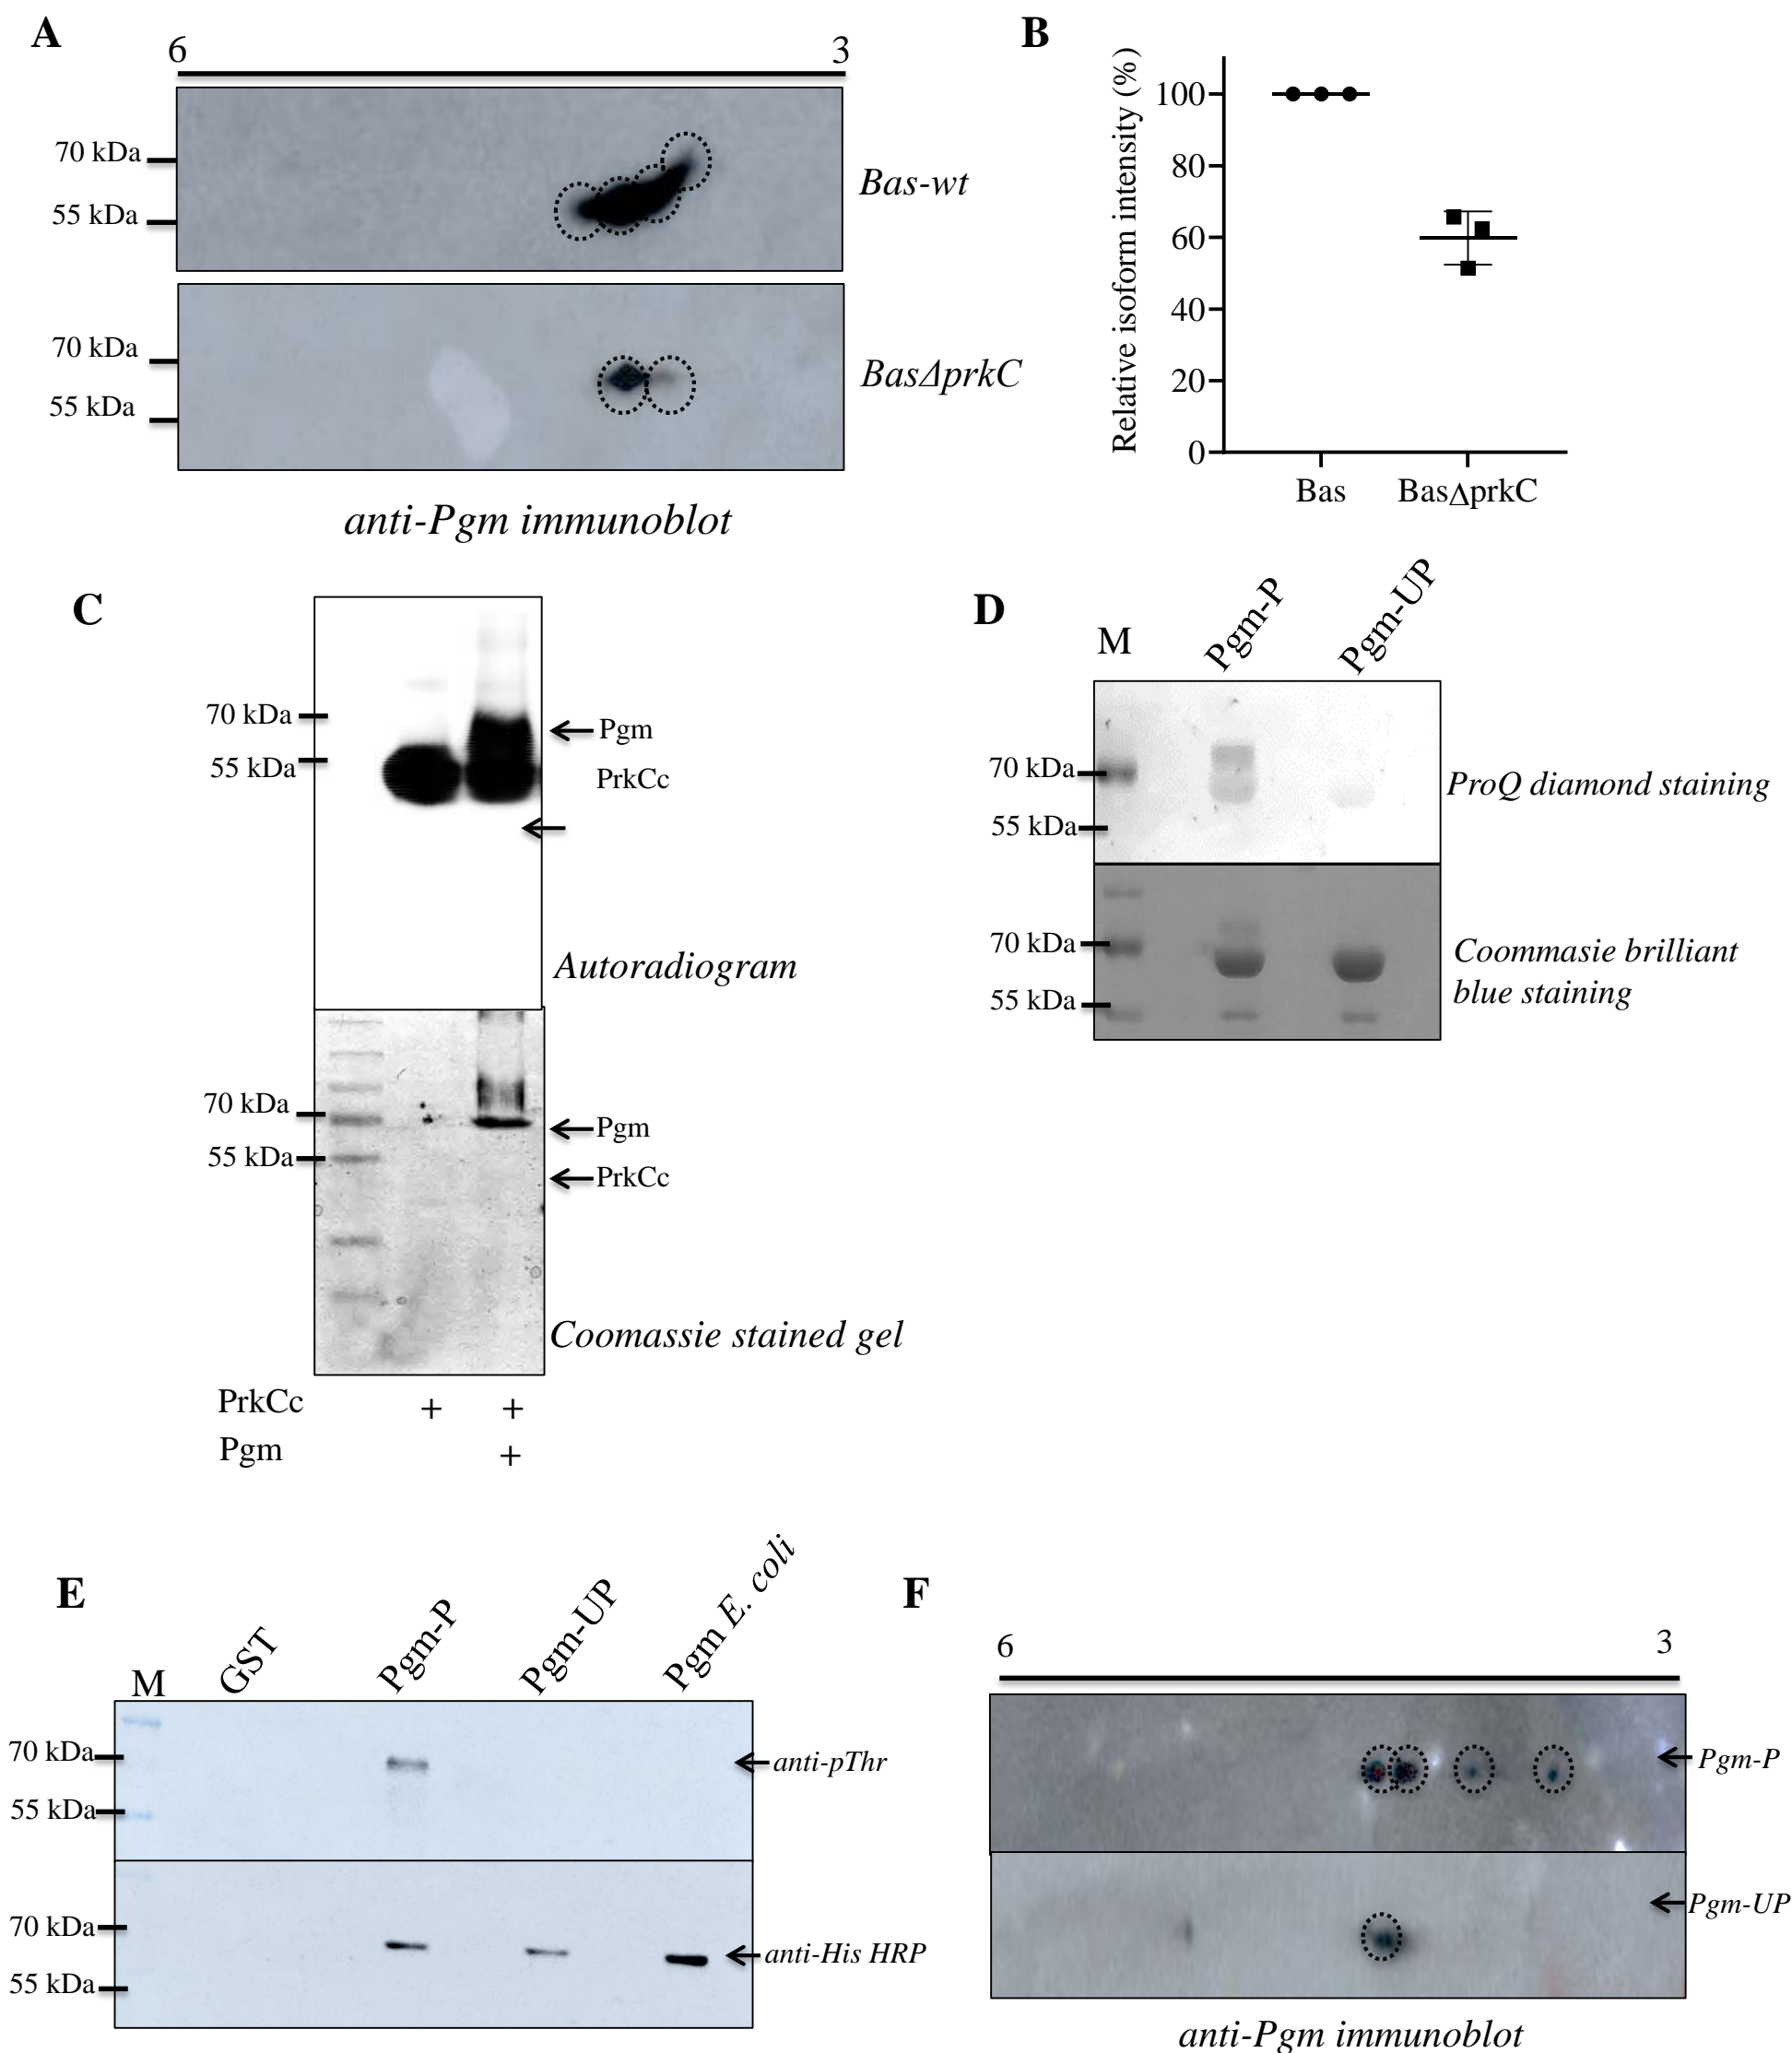 A
6 3
70 kDa
55 kDa
Bas-wt
70 kDa
55 kDa
BasΔprkC
anti-Pgm immunoblot
B
Relative isoform intensity (%)
100
80
60
40
20
0
Bas BasΔprkC
C
70 kDa
55 kDa
Pgm
PrkCc
Autoradiogram
70 kDa
55 kDa
Pgm
PrkCc
Coomassie stained gel
PrkCc + +
Pgm +
D
M Pgm-P Pgm-UP
70 kDa
55 kDa
ProQ diamond staining
70 kDa
55 kDa
Coommasie brilliant
blue staining
E
M GST Pgm-P Pgm-UP Pgm E. coli
70 kDa
55 kDa
anti-pThr
70 kDa
55 kDa
anti-His HRP
F
6 3
Pgm-P
Pgm-UP
anti-Pgm immunoblot